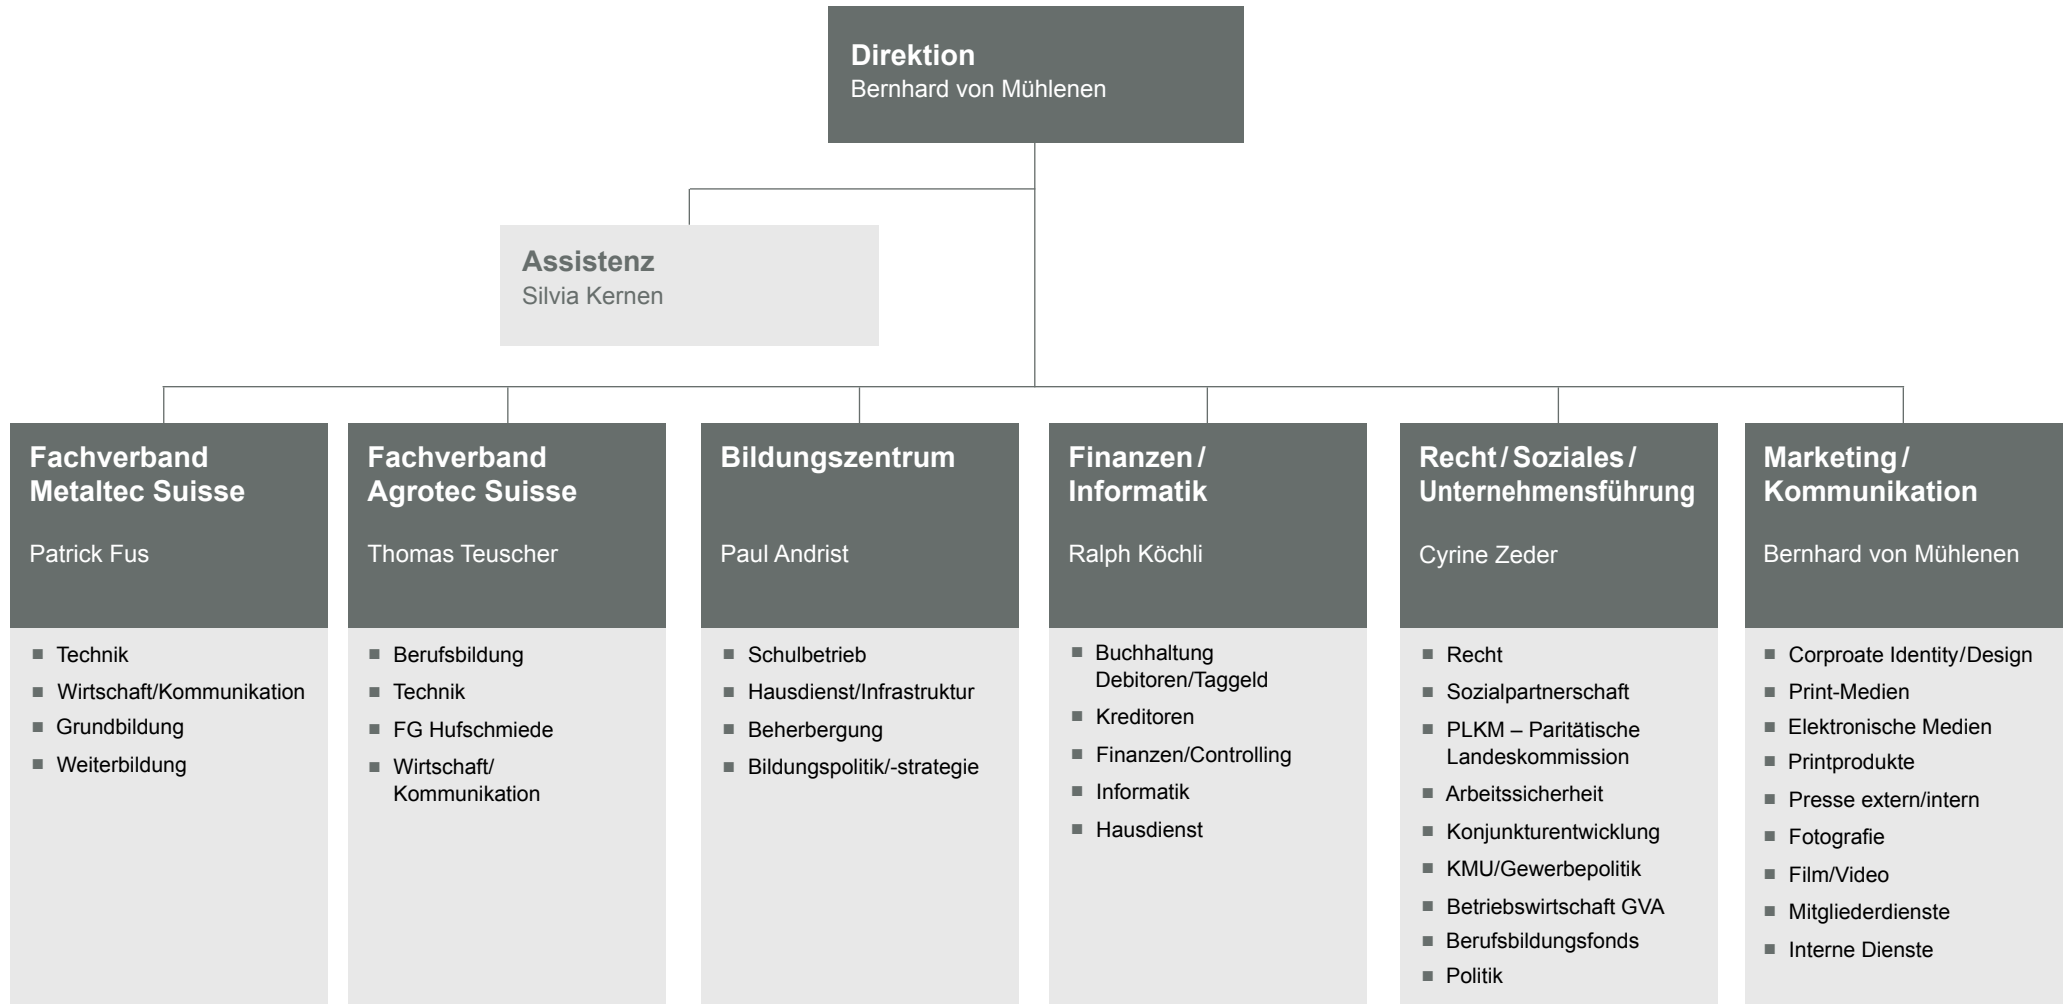 Direktion
Bernhard von Mühlenen
Assistenz
Silvia Kernen
Fachverband
Metaltec Suisse
Patrick Fus
■ Technik
■ Wirtschaft/Kommunikation
■ Grundbildung
■ Weiterbildung
Fachverband
Agrotec Suisse
Thomas Teuscher
■ Berufsbildung
■ Technik
■ FG Hufschmiede
■ Wirtschaft/
Kommunikation
Bildungszentrum
Paul Andrist
■ Schulbetrieb
■ Hausdienst/Infrastruktur
■ Beherbergung
■ Bildungspolitik/-strategie
Finanzen/
Informatik
Ralph Köchli
■ Buchhaltung
Debitoren/Taggeld
■ Kreditoren
■ Finanzen/Controlling
■ Informatik
■ Hausdienst
Recht/Soziales/
Unternehmensführung
Cyrine Zeder
■ Recht
■ Sozialpartnerschaft
■ PLKM – Paritätische
Landeskommission
■ Arbeitssicherheit
■ Konjunkturentwicklung
■ KMU/Gewerbepolitik
■ Betriebswirtschaft GVA
■ Berufsbildungsfonds
■ Politik
Marketing/
Kommunikation
Bernhard von Mühlenen
■ Corproate Identity/Design
■ Print-Medien
■ Elektronische Medien
■ Printprodukte
■ Presse extern/intern
■ Fotografie
■ Film/Video
■ Mitgliederdienste
■ Interne Dienste